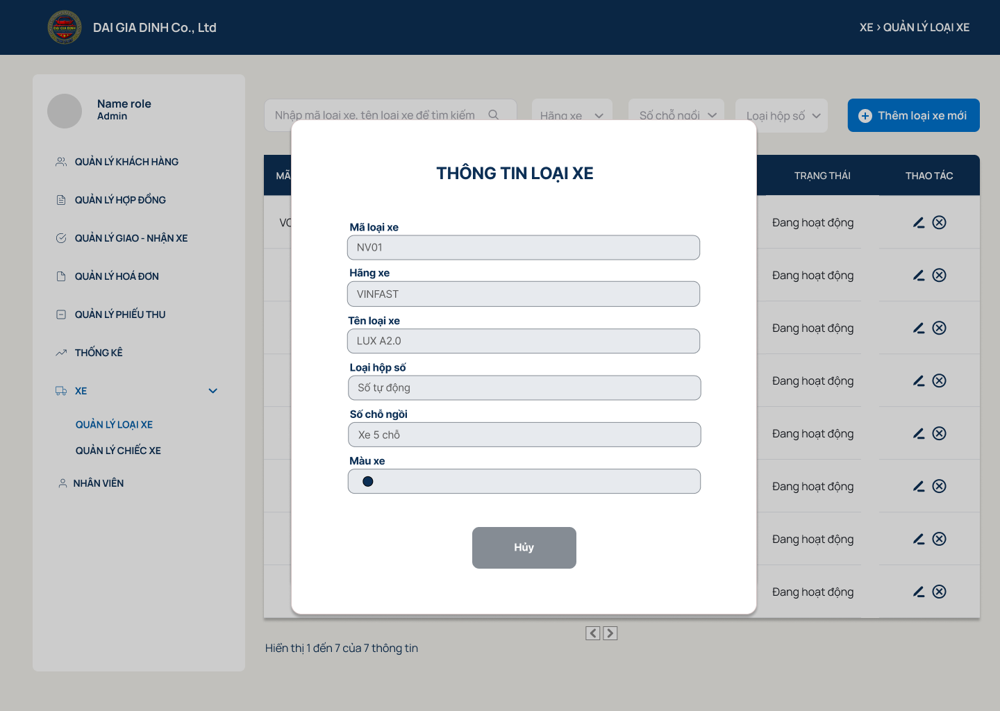 DAI GIA DINH
DAI GIA DINH Co., Ltd
XE > QUẢN LÝ LOẠI XE
Name role
Admin
QUẢN LÝ KHÁCH HÀNG
QUẢN LÝ HỢP ĐỒNG
QUẢN LÝ GIAO - NHẬN XE
QUẢN LÝ HOÁ ĐƠN
QUẢN LÝ PHIẾU THU
THỐNG KÊ
XE
QUẢN LÝ LOẠI XE
QUẢN LÝ CHIẾC XE
NHÂN VIÊN
Nhập mã loại xe, tên loại xe để tìm kiếm
Hãng xe
Số chỗ ngồi
Loại hộp số
Thêm loại xe mới
MÃ
TRẠNG THÁI
THAO TÁC
Đang hoạt động
Đang hoạt động
Đang hoạt động
Đang hoạt động
Đang hoạt động
Đang hoạt động
Đang hoạt động
Đang hoạt động
THÔNG TIN LOẠI XE
Mã loại xe
NV01
Hãng xe
VINFAST
Tên loại xe
LUX A2.0
Loại hộp số
Số tự động
Số chỗ ngồi
Xe 5 chỗ
Màu xe
Hủy
Hiển thị 1 đến 7 của 7 thông tin